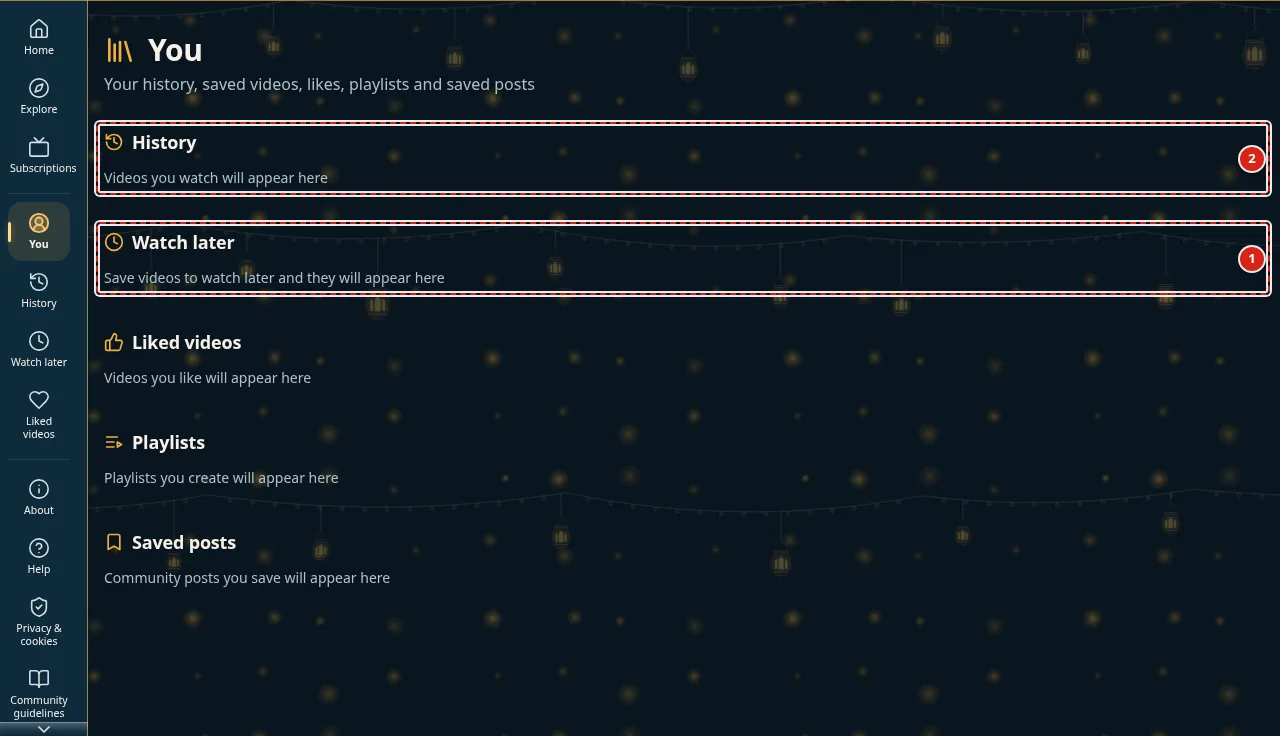 Home
Explore
Subscriptions
You
History
Watch later
Liked
videos
About
Help
Privacy &
cookies
Community
guidelines
You
Your history, saved videos, likes, playlists and saved posts
History
Videos you watch will appear here
2
Watch later
Save videos to watch later and they will appear here
1
Liked videos
Videos you like will appear here
Playlists
Playlists you create will appear here
Saved posts
Community posts you save will appear here